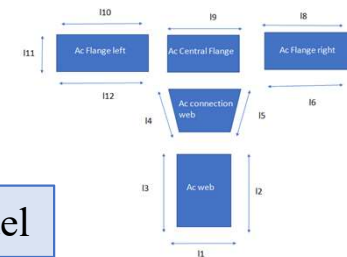 l10
l9
l8
l11
Ac Flange left
Ac Central Flange
Ac Flange right
l12
l6
l4
Ac connection
web
l5
l3
Ac web
l2
l1